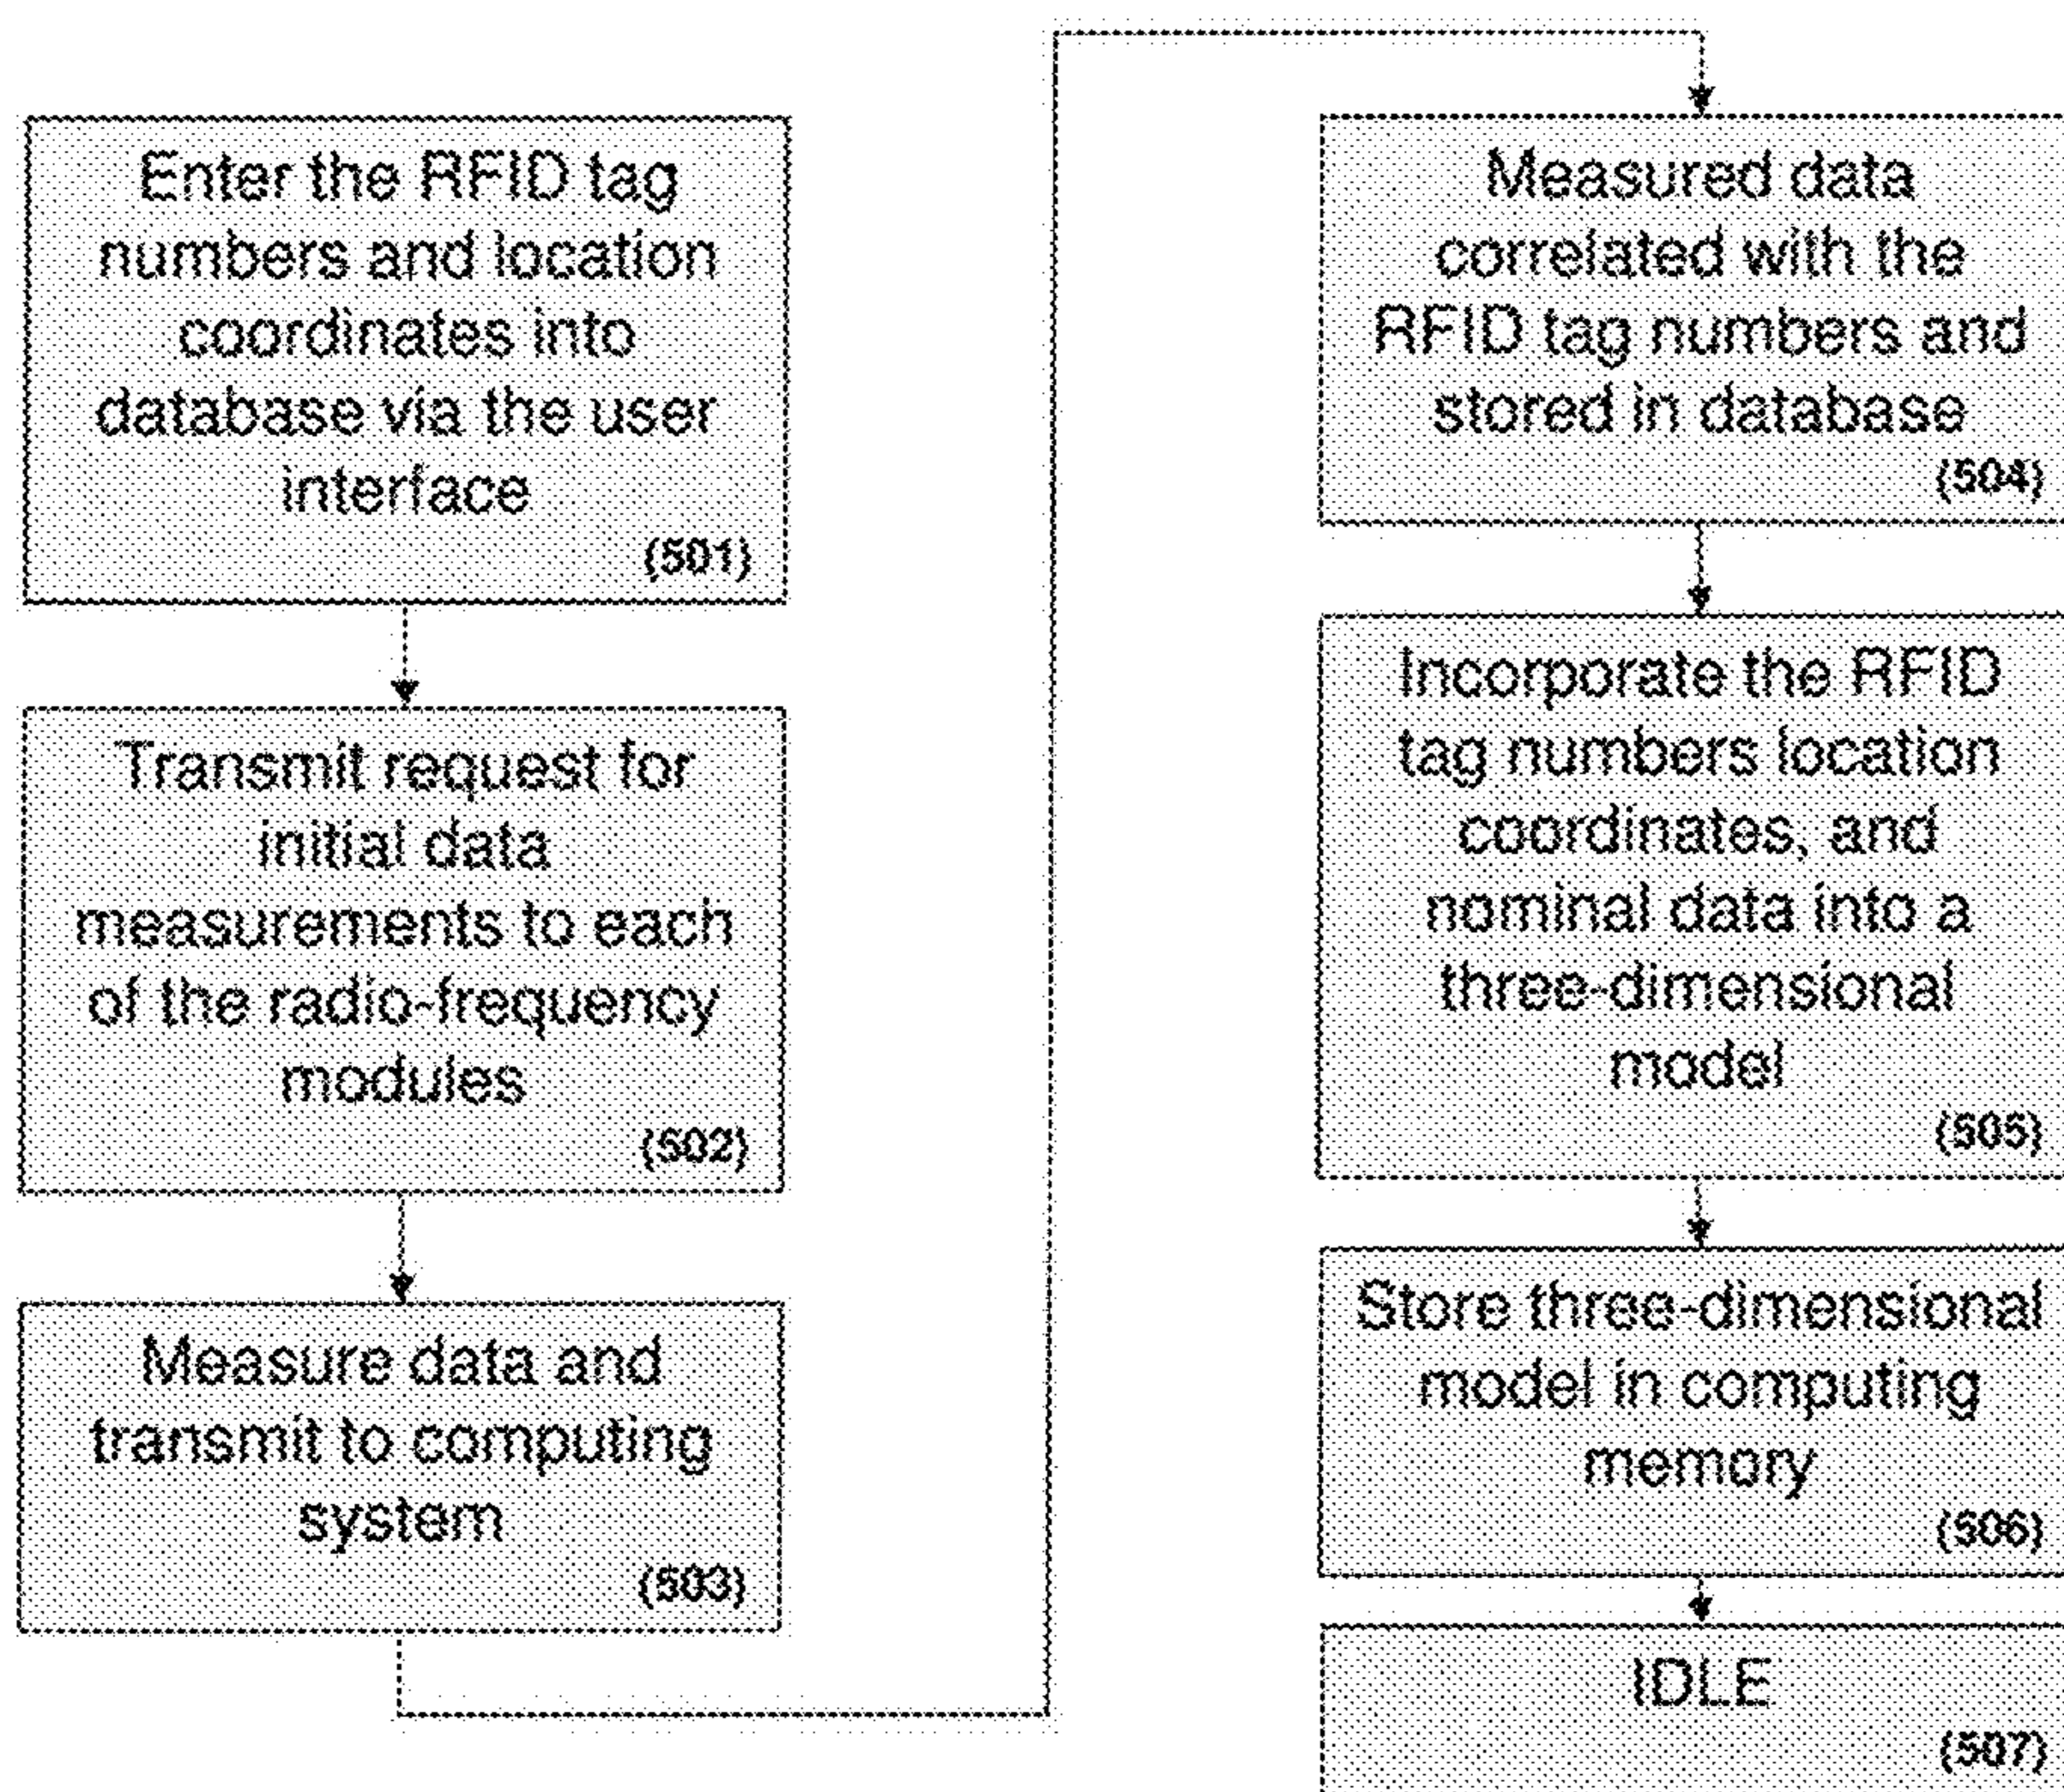 Enter the RFID tag
numbers and location
coordinates into
database via the user
interface
(501)
Transmit request for
initial data
measurements to each
of the radio-frequency
modules
(502)
Measure data and
transmit to computing
system
(503)
Measured data
correlated with the
RFID tag numbers and
stored in database
(504)
Incorporate the RFID
tag numbers location
coordinates, and
nominal data into a
three-dimensional
model
(505)
Store three-dimensional
model in computing
memory
(506)
IDLE
(507)